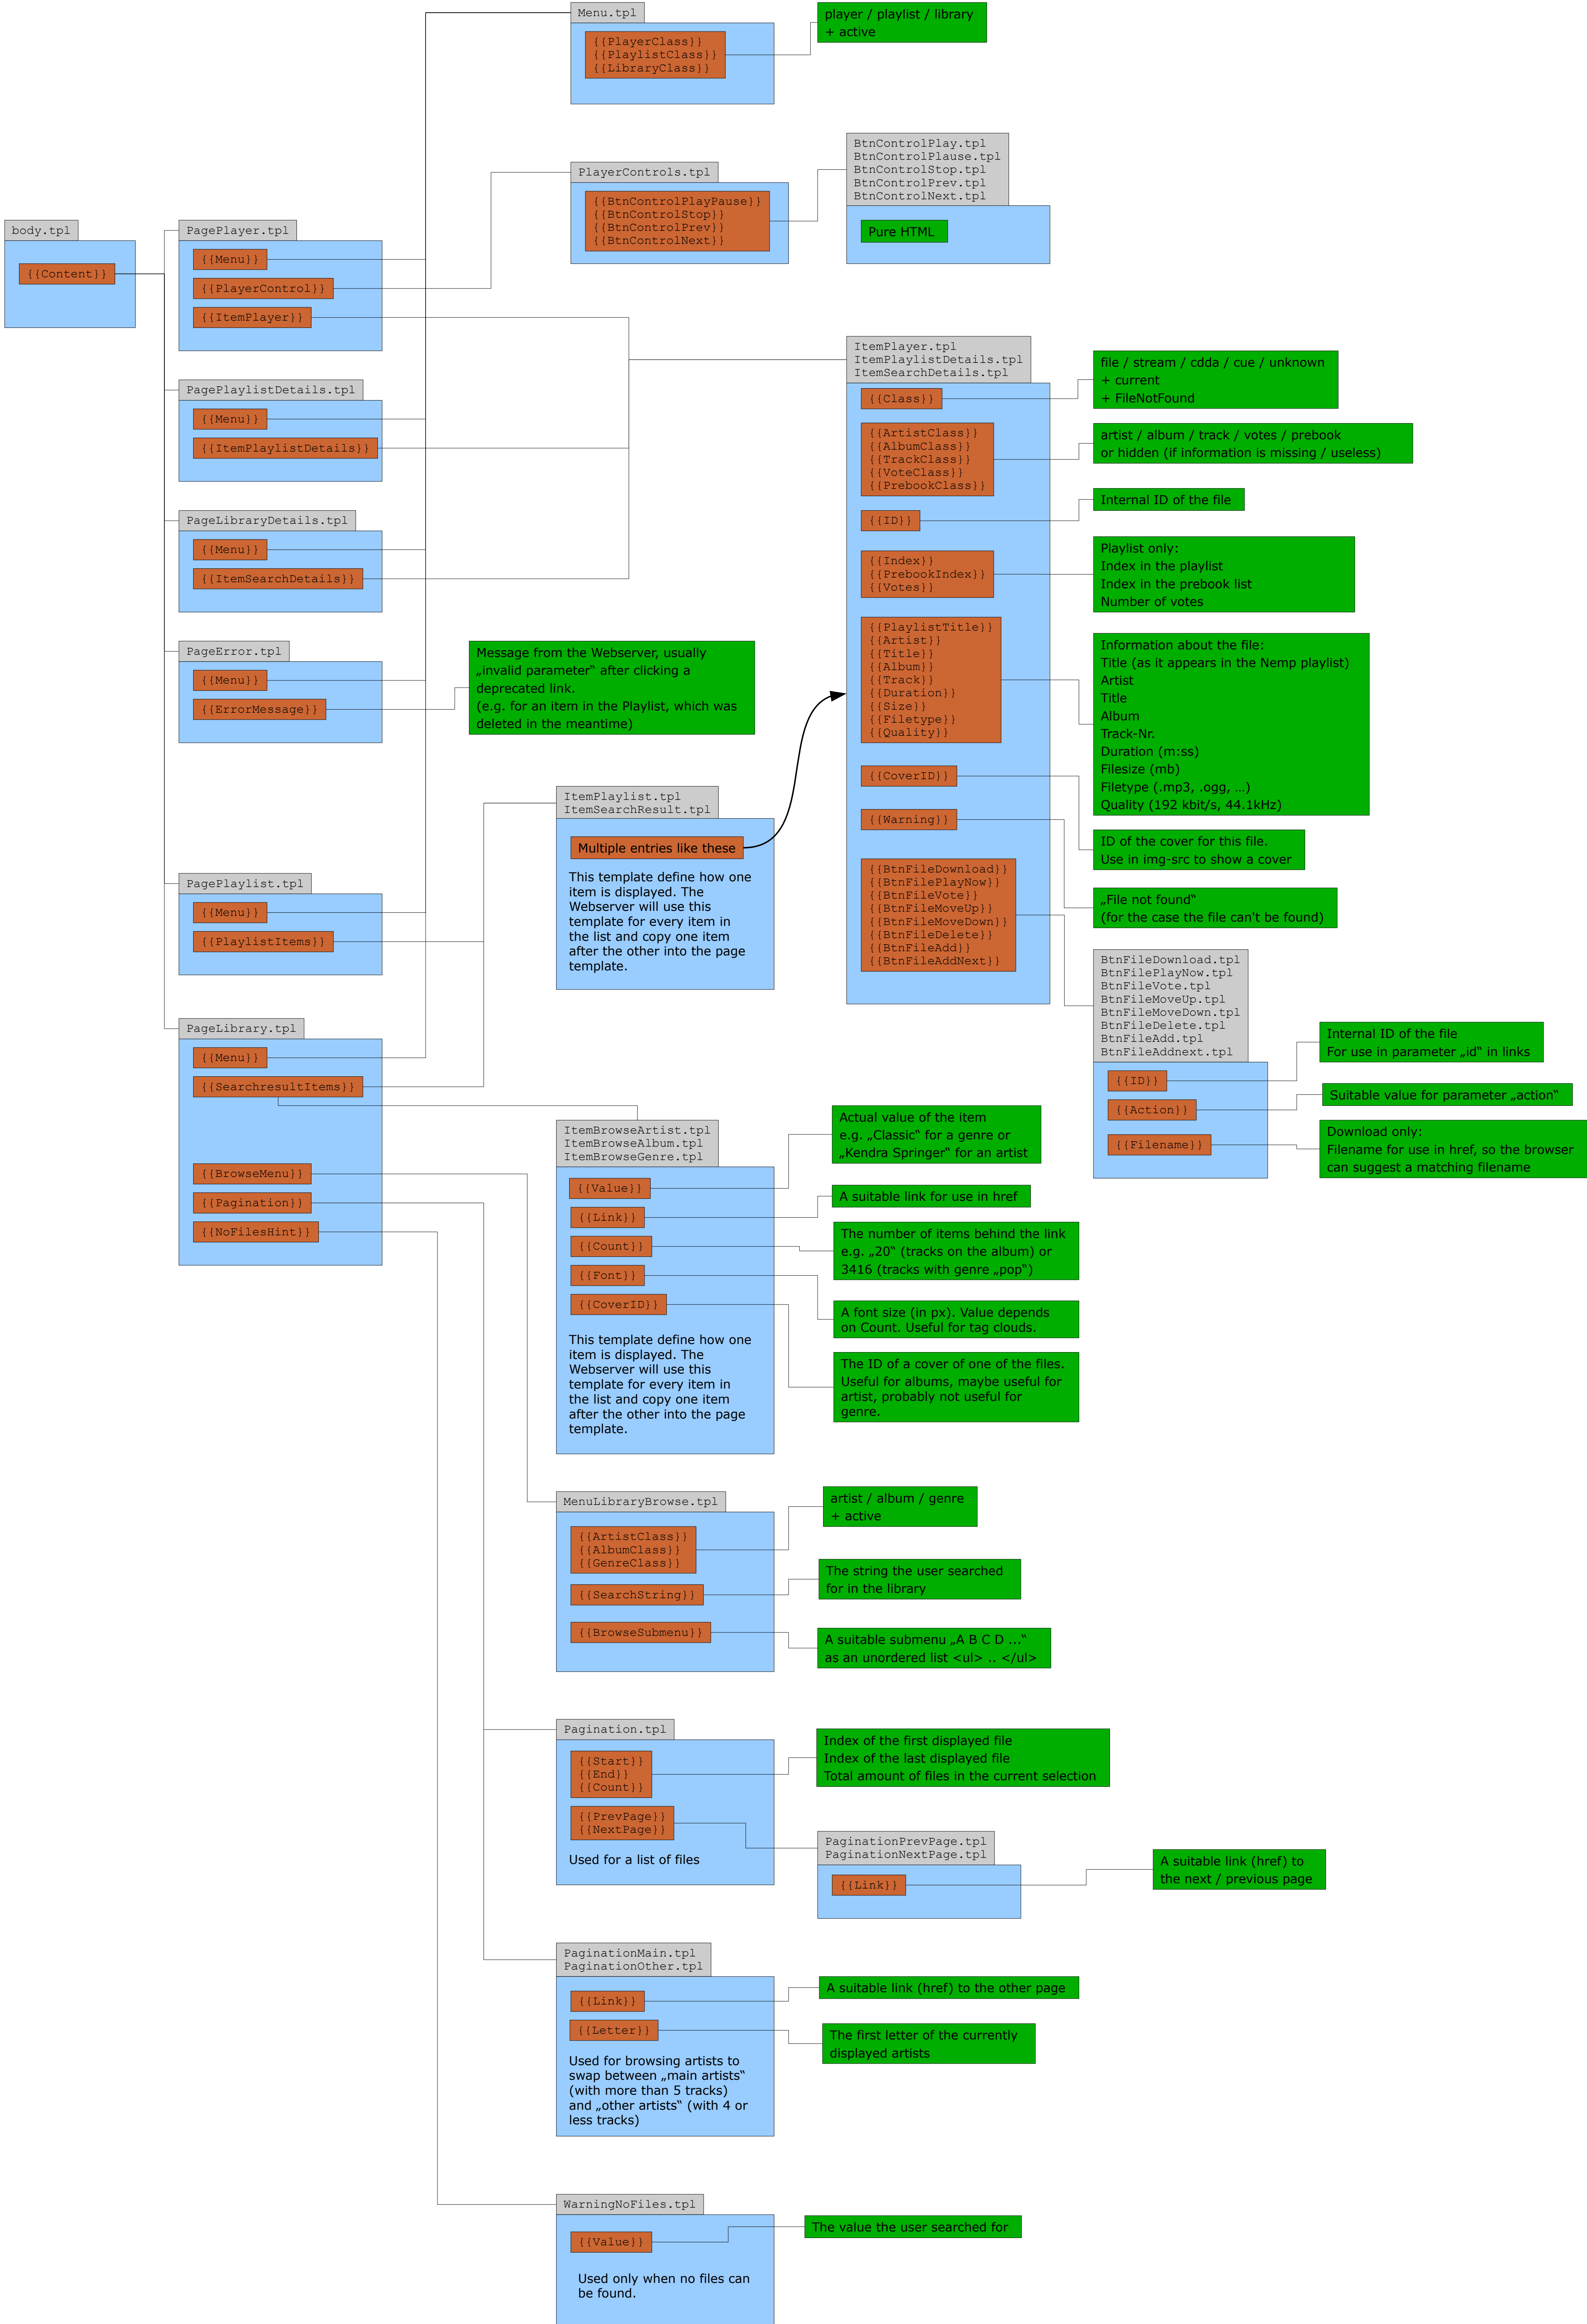 Menu.tpl
{{PlayerClass}}
{{PlaylistClass}}
{{LibraryClass}}
player / playlist / library
+ active
PlayerControls.tpl
{{BtnControlPlayPause}}
{{BtnControlStop}}
{{BtnControlPrev}}
{{BtnControlNext}}
BtnControlPlay.tpl
BtnControlPlause.tpl
BtnControlStop.tpl
BtnControlPrev.tpl
BtnControlNext.tpl
Pure HTML
body.tpl
{{Content}}
PagePlayer.tpl
{{Menu}}
{{PlayerControl}}
{{ItemPlayer}}
PagePlaylistDetails.tpl
{{Menu}}
{{ItemPlaylistDetails}}
PageLibraryDetails.tpl
{{Menu}}
{{ItemSearchDetails}}
PageError.tpl
{{Menu}}
{{ErrorMessage}}
Message from the Webserver, usually
„invalid parameter“ after clicking a
deprecated link.
(e.g. for an item in the Playlist, which was
deleted in the meantime)
PagePlaylist.tpl
{{Menu}}
{{PlaylistItems}}
PageLibrary.tpl
{{Menu}}
{{SearchresultItems}}
{{BrowseMenu}}
{{Pagination}}
{{NoFilesHint}}
ItemPlaylist.tpl
ItemSearchResult.tpl
Multiple entries like these
This template define how one
item is displayed. The
Webserver will use this
template for every item in
the list and copy one item
after the other into the page
template.
ItemPlayer.tpl
ItemPlaylistDetails.tpl
ItemSearchDetails.tpl
{{Class}}
{{ArtistClass}}
{{AlbumClass}}
{{TrackClass}}
{{VoteClass}}
{{PrebookClass}}
{{ID}}
{{Index}}
{{PrebookIndex}}
{{Votes}}
{{PlaylistTitle}}
{{Artist}}
{{Title}}
{{Album}}
{{Track}}
{{Duration}}
{{Size}}
{{Filetype}}
{{Quality}}
{{CoverID}}
{{Warning}}
{{BtnFileDownload}}
{{BtnFilePlayNow}}
{{BtnFileVote}}
{{BtnFileMoveUp}}
{{BtnFileMoveDown}}
{{BtnFileDelete}}
{{BtnFileAdd}}
{{BtnFileAddNext}}
file / stream / cdda / cue / unknown
+ current
+ FileNotFound
artist / album / track / votes / prebook
or hidden (if information is missing / useless)
Internal ID of the file
Playlist only:
Index in the playlist
Index in the prebook list
Number of votes
Information about the file:
Title (as it appears in the Nemp playlist)
Artist
Title
Album
Track-Nr.
Duration (m:ss)
Filesize (mb)
Filetype (.mp3, .ogg, …)
Quality (192 kbit/s, 44.1kHz)
ID of the cover for this file.
Use in img-src to show a cover
„File not found“
(for the case the file can't be found)
BtnFileDownload.tpl
BtnFilePlayNow.tpl
BtnFileVote.tpl
BtnFileMoveUp.tpl
BtnFileMoveDown.tpl
BtnFileDelete.tpl
BtnFileAdd.tpl
BtnFileAddnext.tpl
{{ID}}
{{Action}}
{{Filename}}
Internal ID of the file
For use in parameter „id“ in links
Suitable value for parameter „action“
Download only:
Filename for use in href, so the browser
can suggest a matching filename
ItemBrowseArtist.tpl
ItemBrowseAlbum.tpl
ItemBrowseGenre.tpl
{{Value}}
{{Link}}
{{Count}}
{{Font}}
{{CoverID}}
This template define how one
item is displayed. The
Webserver will use this
template for every item in
the list and copy one item
after the other into the page
template.
Actual value of the item
e.g. „Classic“ for a genre or
„Kendra Springer“ for an artist
A suitable link for use in href
The number of items behind the link
e.g. „20“ (tracks on the album) or
3416 (tracks with genre „pop“)
A font size (in px). Value depends
on Count. Useful for tag clouds.
The ID of a cover of one of the files.
Useful for albums, maybe useful for
artist, probably not useful for
genre.
MenuLibraryBrowse.tpl
{{ArtistClass}}
{{AlbumClass}}
{{GenreClass}}
{{SearchString}}
{{BrowseSubmenu}}
artist / album / genre
+ active
The string the user searched
for in the library
A suitable submenu „A B C D …“
as an unordered list <ul> .. </ul>
Pagination.tpl
{{Start}}
{{End}}
{{Count}}
{{PrevPage}}
{{NextPage}}
Used for a list of files
Index of the first displayed file
Index of the last displayed file
Total amount of files in the current selection
PaginationPrevPage.tpl
PaginationNextPage.tpl
{{Link}}
A suitable link (href) to
the next / previous page
PaginationMain.tpl
PaginationOther.tpl
{{Link}}
{{Letter}}
Used for browsing artists to
swap between „main artists“
(with more than 5 tracks)
and „other artists“ (with 4 or
less tracks)
A suitable link (href) to the other page
The first letter of the currently
displayed artists
WarningNoFiles.tpl
{{Value}}
Used only when no files can
be found.
The value the user searched for